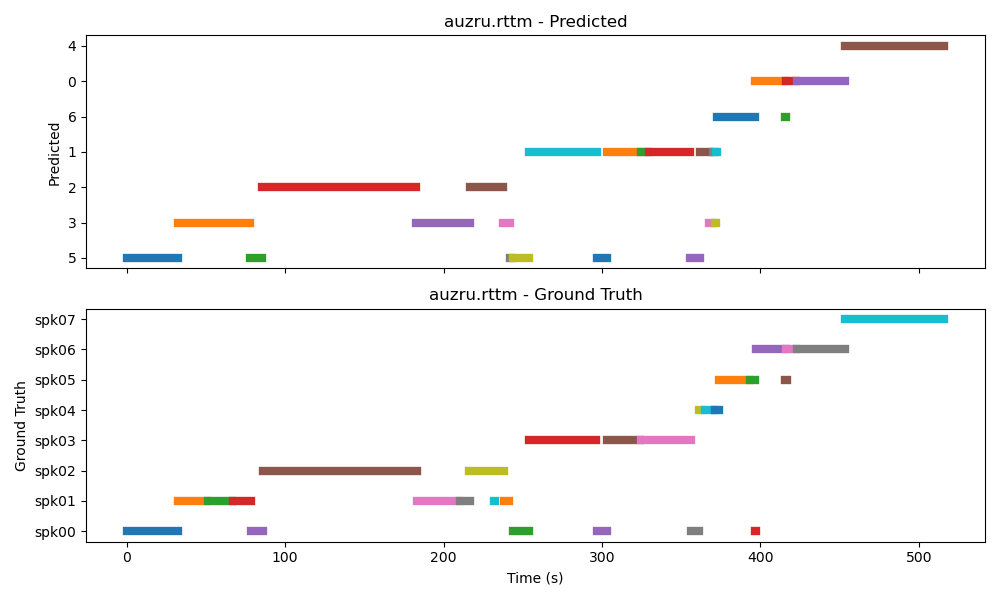 auzru.rttm - Predicted
Predicted
4
0
6
1
2
3
5
auzru.rttm - Ground Truth
Ground Truth
spk07
spk06
spk05
spk04
spk03
spk02
spk01
spk00
0 100 200 300 400 500
Time (s)